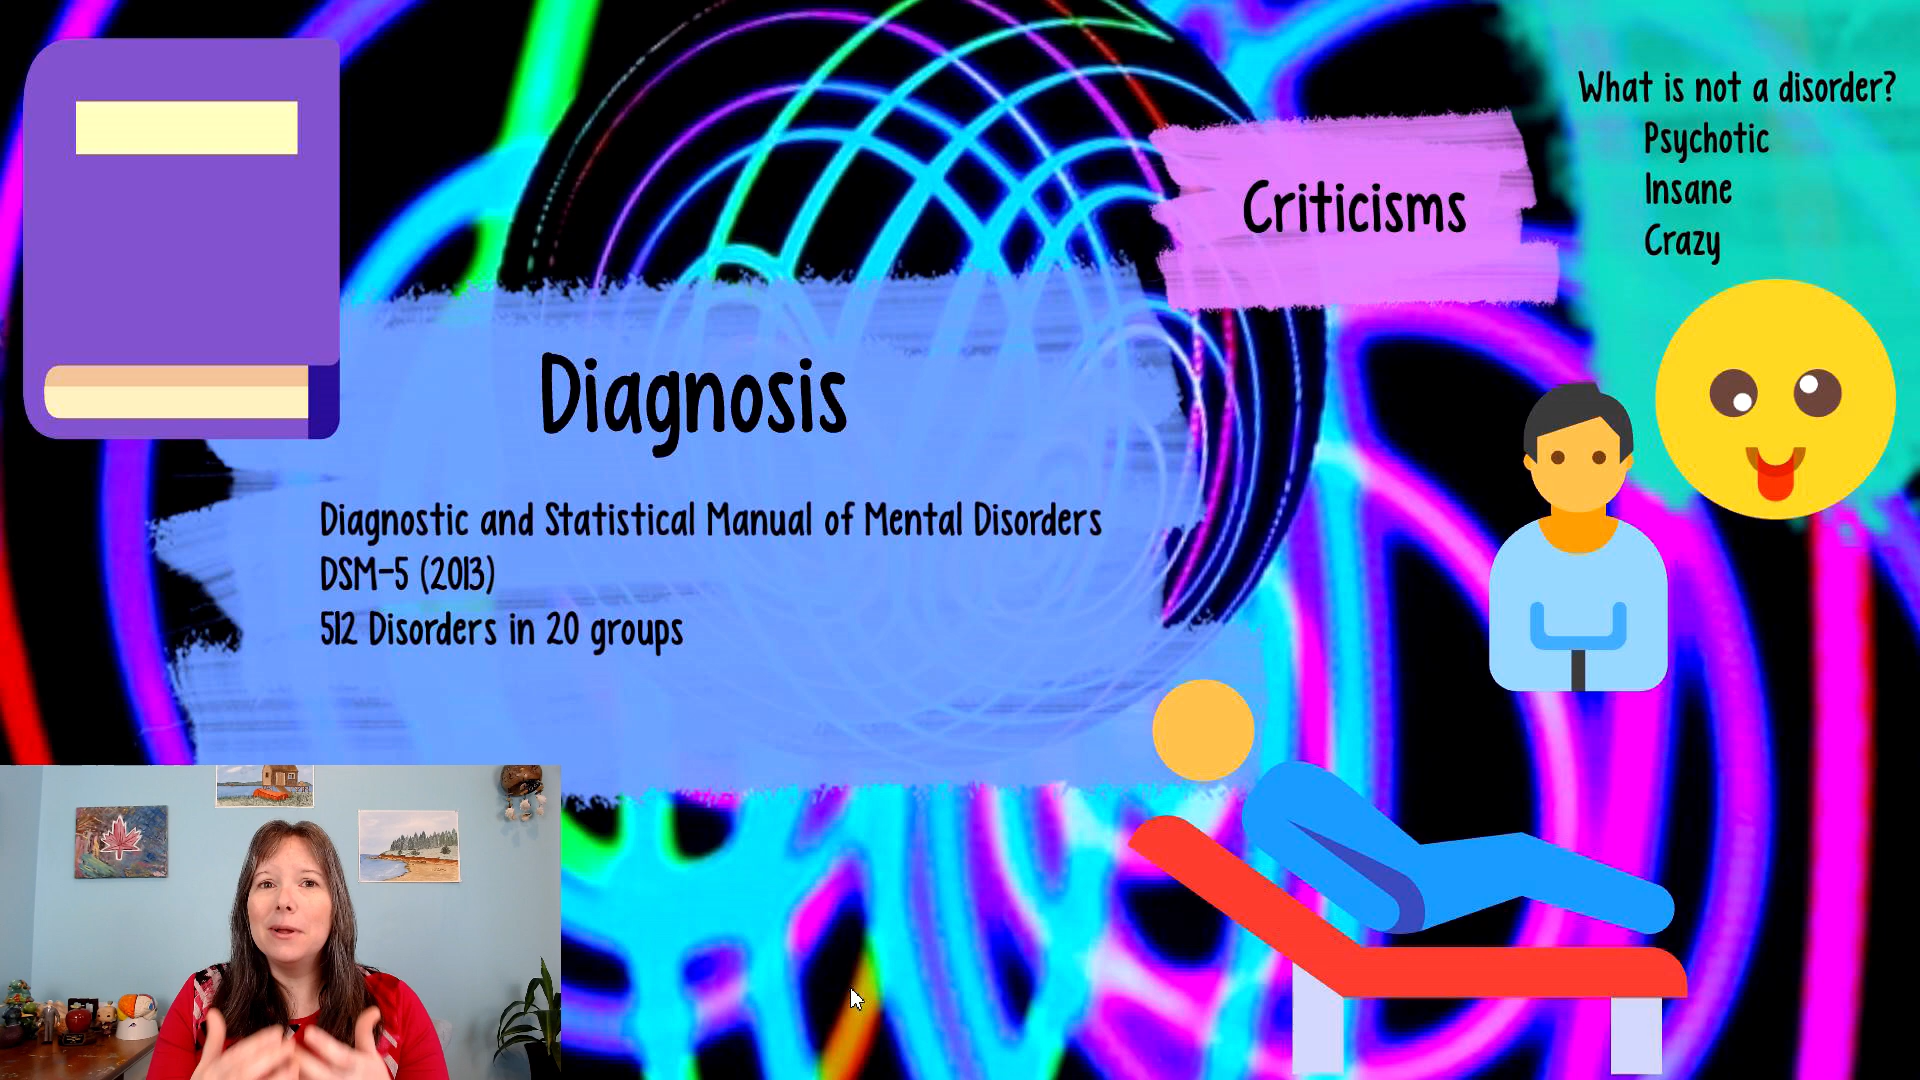 Diagnosis
Diagnostic and Statistical Manual of Mental Disorders
DSM-5 (2013)
512 Disorders in 20 groups
Criticisms
What is not a disorder?
Psychotic
Insane
Crazy